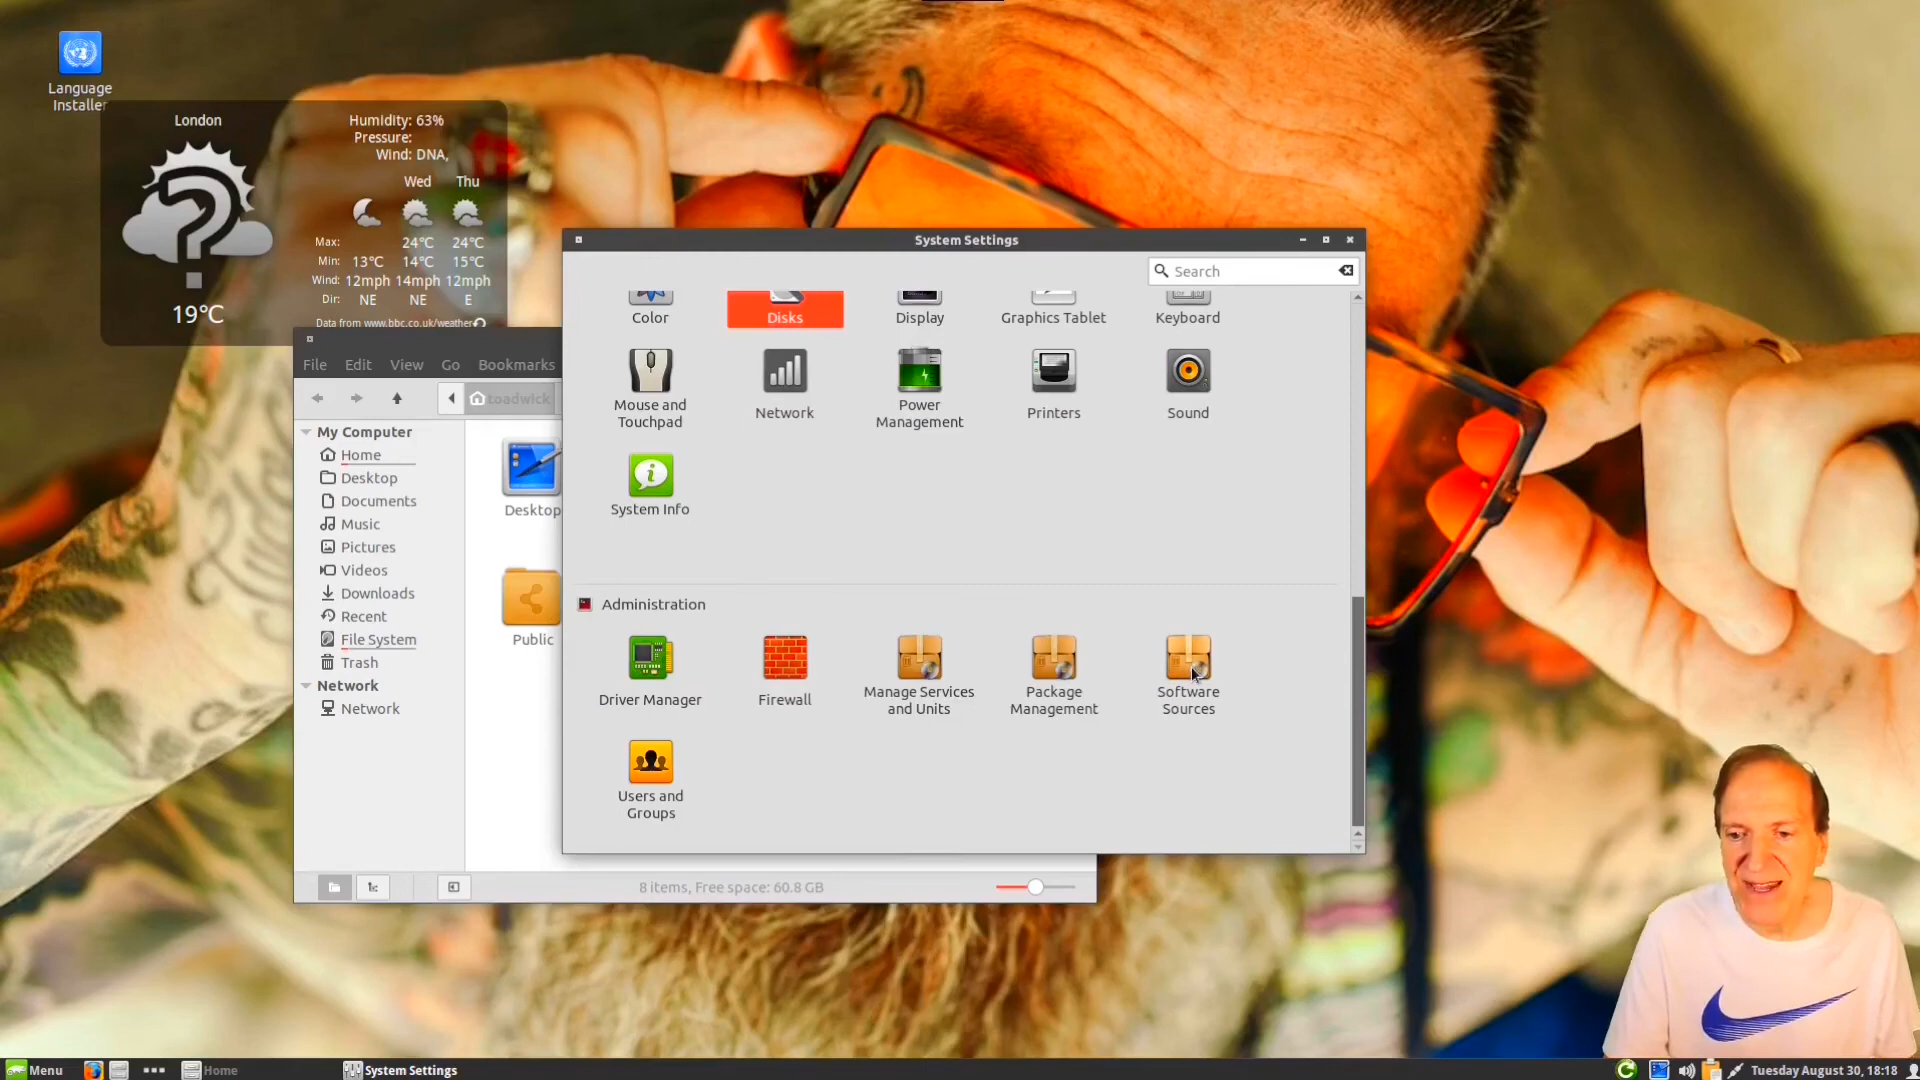 Language
Installer
London
19°C
Humidity: 63%
Pressure:
Wind: DNA,
Wed Thu
Max: 24°C 24°C
Min: 13°C 14°C 15°C
Wind: 12mph 14mph 12mph
Dir: NE NE E
Data from www.bbc.co.uk/weather
File Edit View Go Bookmarks
toadwick
My Computer
Home
Desktop
Documents
Music
Pictures
Videos
Downloads
Recent
File System
Trash
Network
Network
Desktop
Public
8 items, Free space: 60.8 GB
System Settings
Search
Color
Disks
Display
Graphics Tablet
Keyboard
Mouse and
Touchpad
Network
Power
Management
Printers
Sound
System Info
Administration
Driver Manager
Firewall
Manage Services
and Units
Package
Management
Software
Sources
Users and
Groups
Menu
Home
System Settings
Tuesday August 30, 18:18